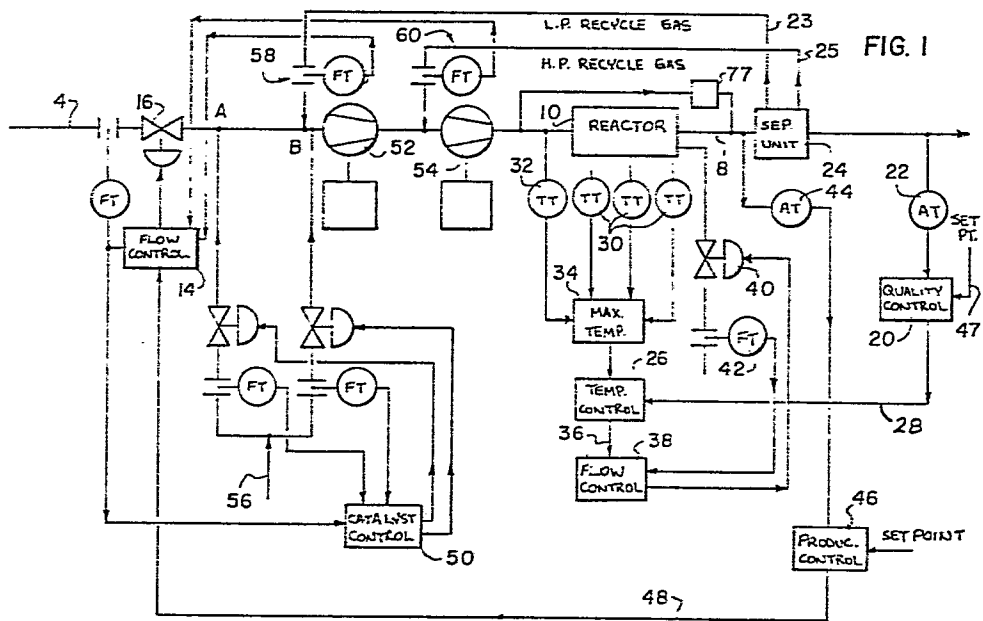 23
L.P. RECYCLE GAS
60
25
FIG. 1
58
FT
FT
H.P. RECYCLE GAS
77
4
16
A
10
REACTOR
B
52
54
8
SEP.
UNIT
24
32
44
22
FT
TT
TT
TT
TT
AT
AT
30
SET
PT.
FLOW
CONTROL
14
34
40
MAX.
TEMP.
QUALITY
CONTROL
47
20
FT
FT
FT
26
42
TEMP.
CONTROL
28
36
38
FLOW
CONTROL
56
46
CATALYST
CONTROL
50
PRODUC.
CONTROL
SET POINT
48